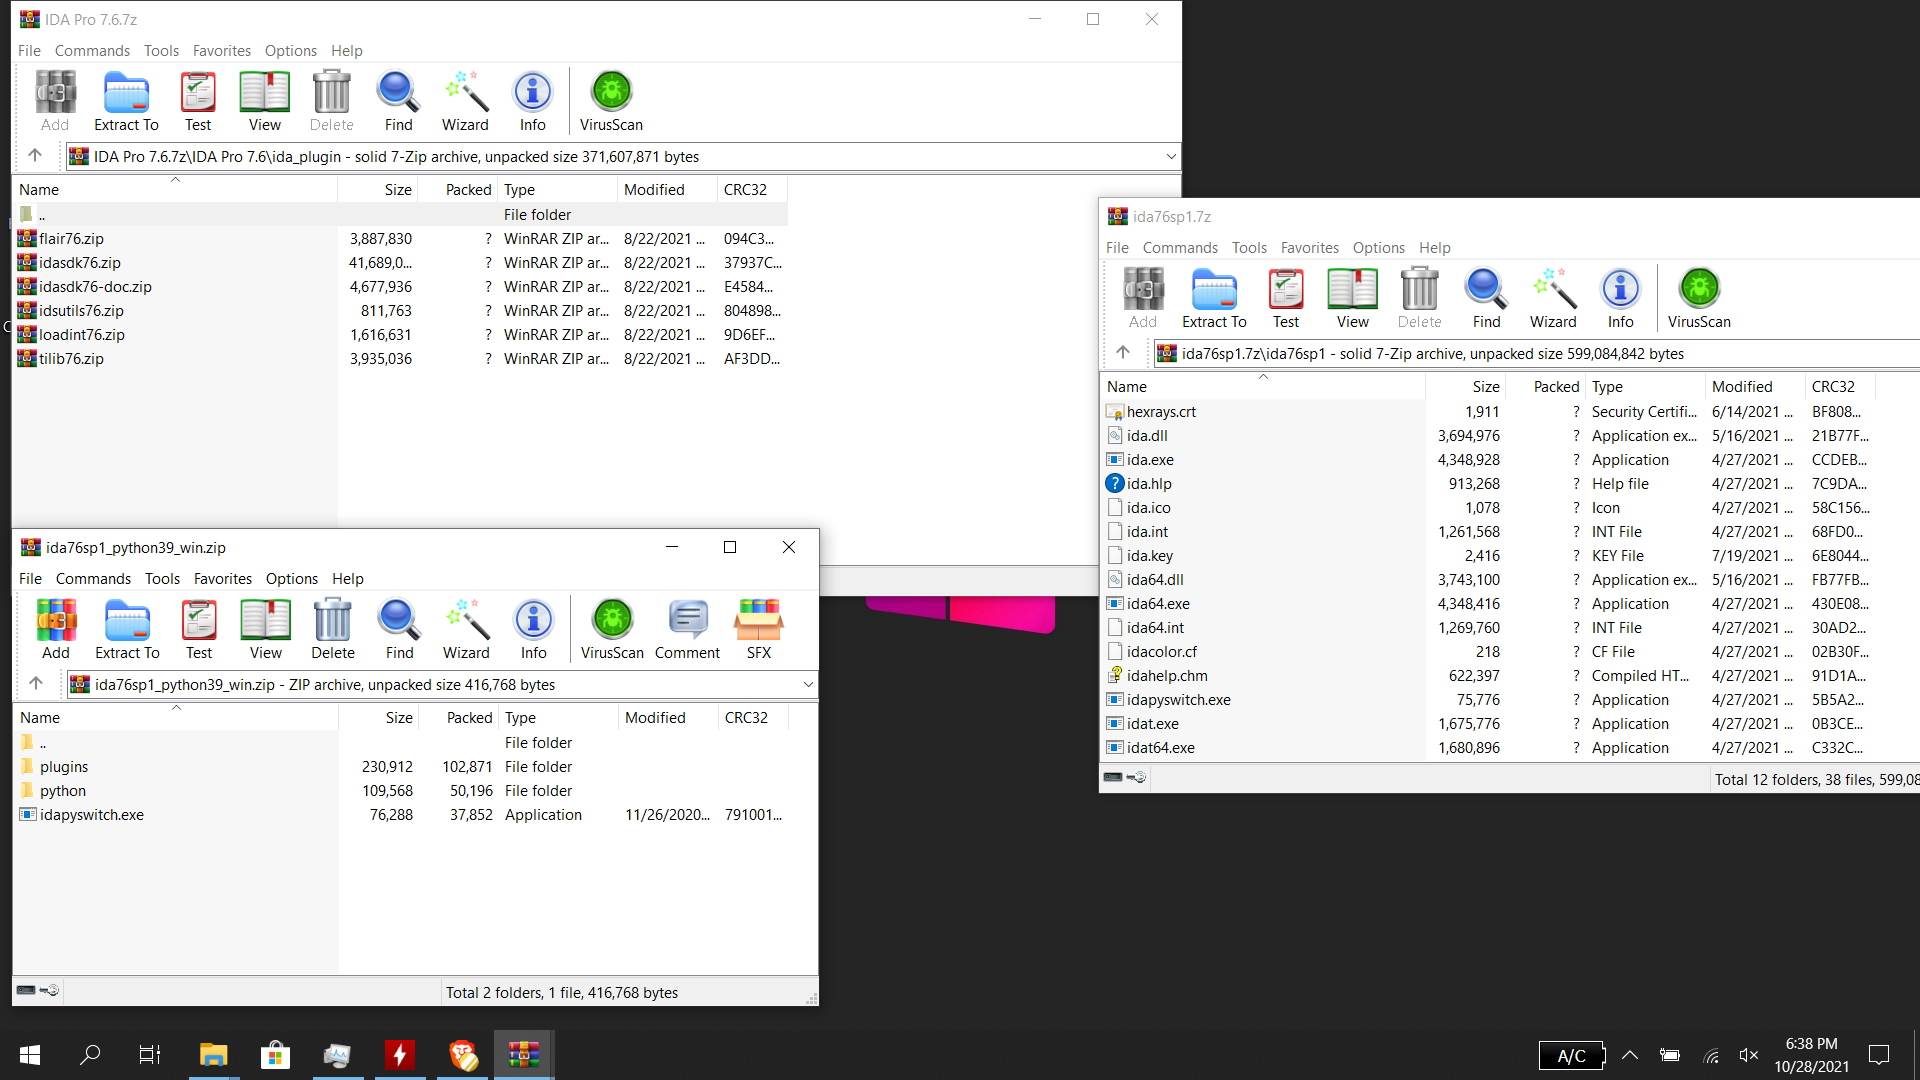 IDA Pro 7.6.7z
File Commands Tools Favorites Options Help
Add Extract To Test View Delete Find Wizard Info VirusScan
IDA Pro 7.6.7z\IDA Pro 7.6\ida_plugin - solid 7-Zip archive, unpacked size 371,607,871 bytes
Name Size Packed Type Modified CRC32
.. File folder
flair76.zip 3,887,830 ? WinRAR ZIP ar... 8/22/2021 ... 094C3...
idasdk76.zip 41,689,0... ? WinRAR ZIP ar... 8/22/2021 ... 37937C...
idasdk76-doc.zip 4,677,936 ? WinRAR ZIP ar... 8/22/2021 ... E4584...
idsutils76.zip 811,763 ? WinRAR ZIP ar... 8/22/2021 ... 804898...
loadint76.zip 1,616,631 ? WinRAR ZIP ar... 8/22/2021 ... 9D6EF...
tilib76.zip 3,935,036 ? WinRAR ZIP ar... 8/22/2021 ... AF3DD...
ida76sp1.7z
File Commands Tools Favorites Options Help
Add Extract To Test View Delete Find Wizard Info VirusScan
ida76sp1.7z\ida76sp1 - solid 7-Zip archive, unpacked size 599,084,842 bytes
Name Size Packed Type Modified CRC32
hexrays.crt 1,911 ? Security Certifi... 6/14/2021 ... BF808...
ida.dll 3,694,976 ? Application ex... 5/16/2021 ... 21B77F...
ida.exe 4,348,928 ? Application 4/27/2021 ... CCDEB...
ida.hlp 913,268 ? Help file 4/27/2021 ... 7C9DA...
ida.ico 1,078 ? Icon 4/27/2021 ... 58C156...
ida.int 1,261,568 ? INT File 4/27/2021 ... 68FD0...
ida.key 2,416 ? KEY File 7/19/2021 ... 6E8044...
ida64.dll 3,743,100 ? Application ex... 5/16/2021 ... FB77FB...
ida64.exe 4,348,416 ? Application 4/27/2021 ... 430E08...
ida64.int 1,269,760 ? INT File 4/27/2021 ... 30AD2...
idacolor.cf 218 ? CF File 4/27/2021 ... 02B30F...
idahelp.chm 622,397 ? Compiled HT... 4/27/2021 ... 91D1A...
idapyswitch.exe 75,776 ? Application 4/27/2021 ... 5B5A2...
idat.exe 1,675,776 ? Application 4/27/2021 ... 0B3CE...
idat64.exe 1,680,896 ? Application 4/27/2021 ... C332C...
Total 12 folders, 38 files, 599,08
ida76sp1_python39_win.zip
File Commands Tools Favorites Options Help
Add Extract To Test View Delete Find Wizard Info VirusScan Comment SFX
ida76sp1_python39_win.zip - ZIP archive, unpacked size 416,768 bytes
Name Size Packed Type Modified CRC32
.. File folder
plugins 230,912 102,871 File folder
python 109,568 50,196 File folder
idapyswitch.exe 76,288 37,852 Application 11/26/2020... 791001...
Total 2 folders, 1 file, 416,768 bytes
A/C
6:38 PM
10/28/2021